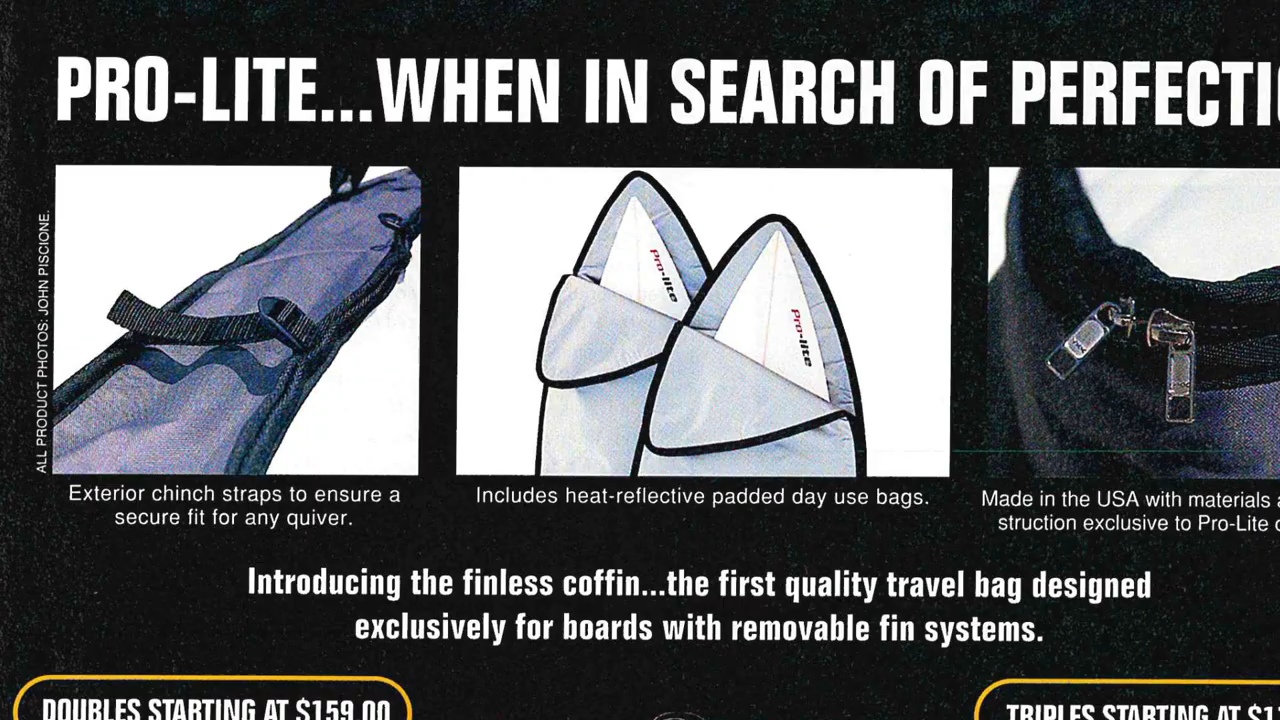 PRO-LITE...WHEN IN SEARCH OF
ALL PRODUCT PHOTOS: JOHN PISCIONE.
Pro-lite
Pro-lite
Exterior chinch straps to ensure a
secure fit for any quiver.
Includes heat-reflective padded day use bags.
Made in the USA with materials
struction exclusive to Pro-Lite
Introducing the finless coffin...the first quality travel bag designed
exclusively for boards with removable fin systems.
DOUBLES STARTING AT $159.00
TRIPLES STARTING AT